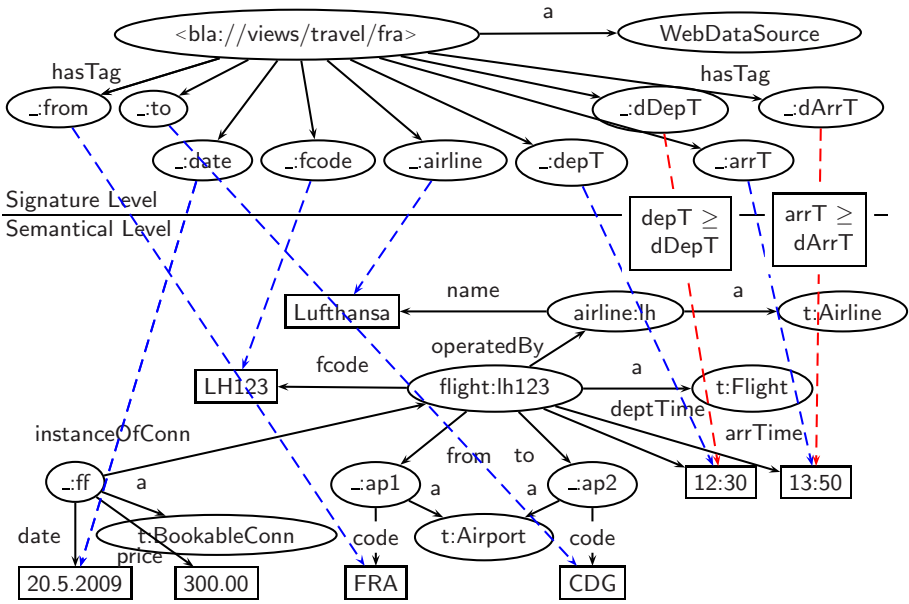 a
<bla://views/travel/fra>
WebDataSource
hasTag
hasTag
_:from
_:to
_:dDepT
_:dArrT
_:date
_:fcode
_:airline
_:depT
_:arrT
Signature Level
Semantical Level
depT ≥
dDepT
arrT ≥
dArrT
name
a
Lufthansa
airline:lh
t:Airline
operatedBy
fcode
a
LH123
flight:lh123
t:Flight
deptTime
instanceOfConn
arrTime
from
to
_:ff
a
_:ap1
a
a
_:ap2
12:30
13:50
date
t:BookableConn
code
t:Airport
code
price
20.5.2009
300.00
FRA
CDG